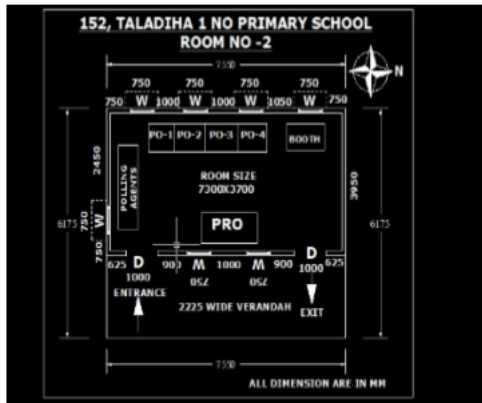 152, TALADIHA 1 NO PRIMARY SCHOOL
ROOM NO -2
7550
N
750 750 750 750
750 W 1000 W 1000 W 1050 W 750
PO-1 PO-2 PO-3 PO-4 BOOTH
2450
POLLING AGENTS
ROOM SIZE
7300X3700
3950
6175
6175
750
W
750
PRO
625 D 900 W 1000 W 900 D 625
1000 750 750 1000
ENTRANCE
2225 WIDE VERANDAH
EXIT
7550
ALL DIMENSION ARE IN MM